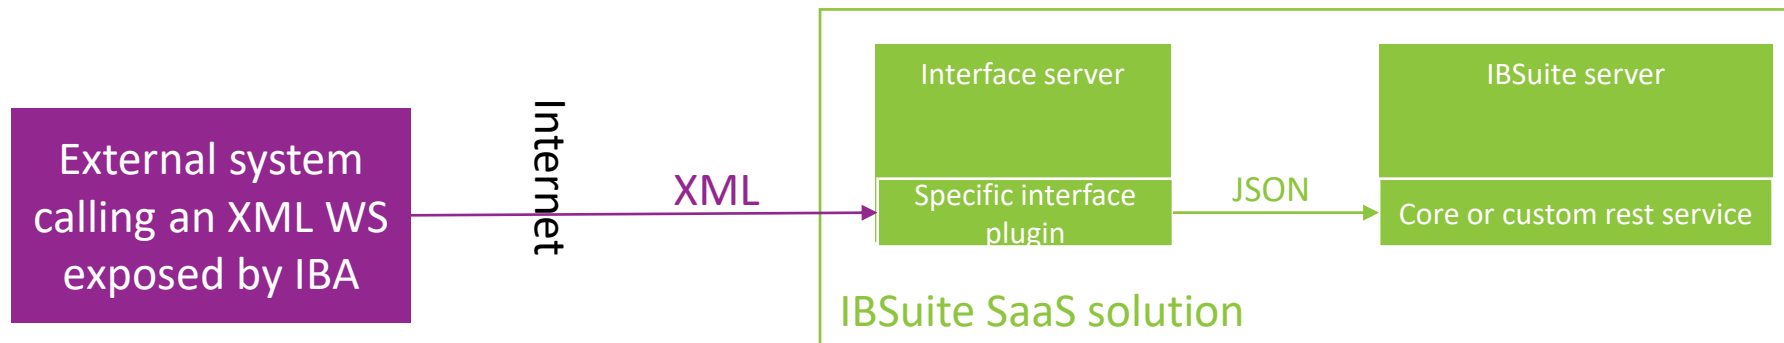 External system
calling an XML WS
exposed by IBA
Internet
XML
Interface server
Specific interface
plugin
JSON
IBSuite server
Core or custom rest service
IBSuite SaaS solution